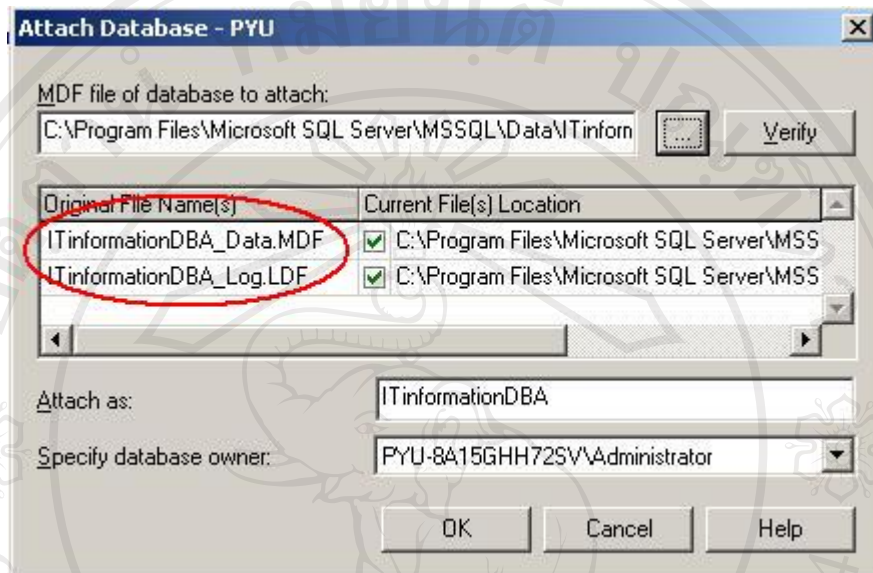 Attach Database - PYU
MDF file of database to attach:
C:\Program Files\Microsoft SQL Server\MSSQL\Data\ITinforn
... Verify
Original File Name(s) Current File(s) Location
ITinformationDBA_Data.MDF C:\Program Files\Microsoft SQL Server\MSS
ITinformationDBA_Log.LDF C:\Program Files\Microsoft SQL Server\MSS
Attach as: ITinformationDBA
Specify database owner: PYU-8A15GHH72SV\Administrator
OK Cancel Help